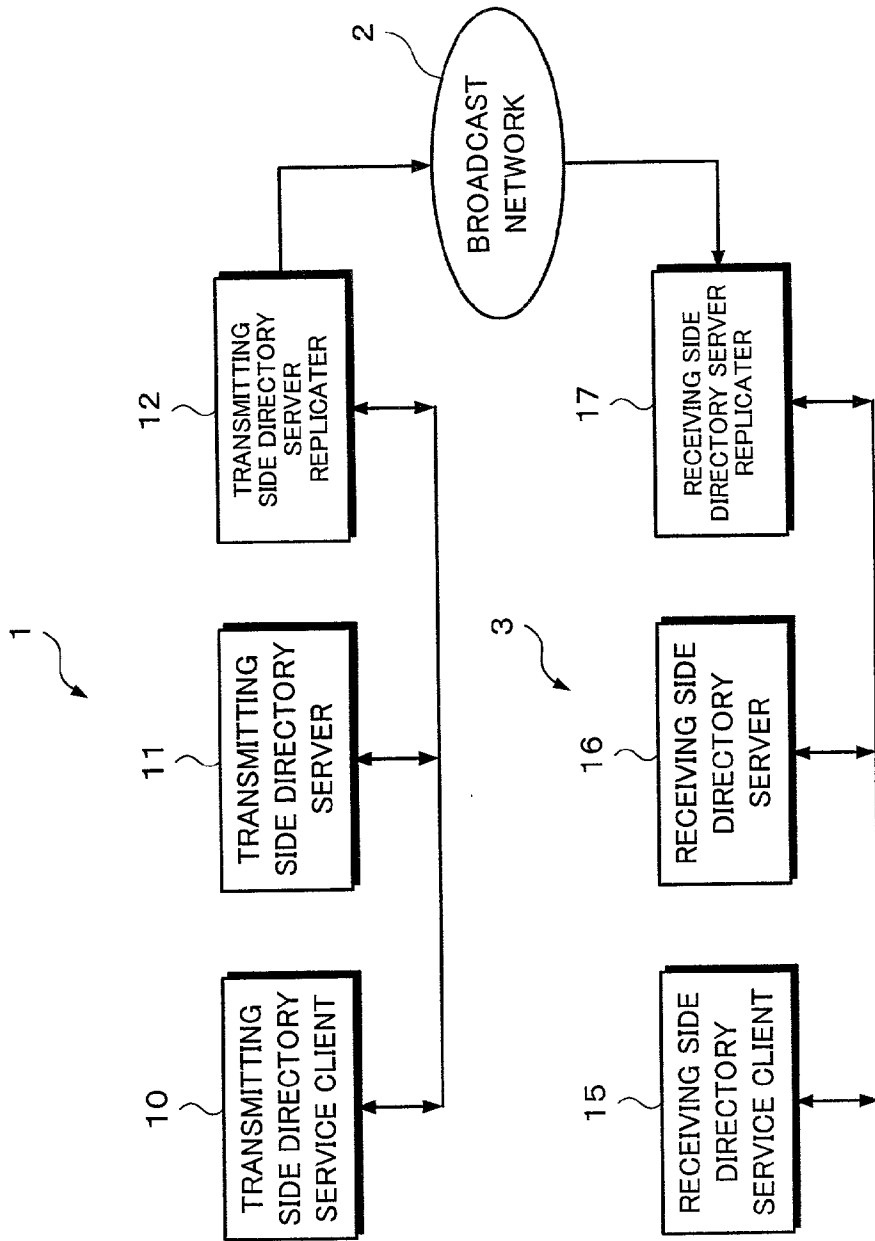 1
10
TRANSMITTING
SIDE DIRECTORY
SERVICE CLIENT
11
TRANSMITTING
SIDE DIRECTORY
SERVER
12
TRANSMITTING
SIDE DIRECTORY
SERVER
REPLICATER
2
BROADCAST
NETWORK
3
15
RECEIVING SIDE
DIRECTORY
SERVICE CLIENT
16
RECEIVING SIDE
DIRECTORY
SERVER
17
RECEIVING SIDE
DIRECTORY SERVER
REPLICATER